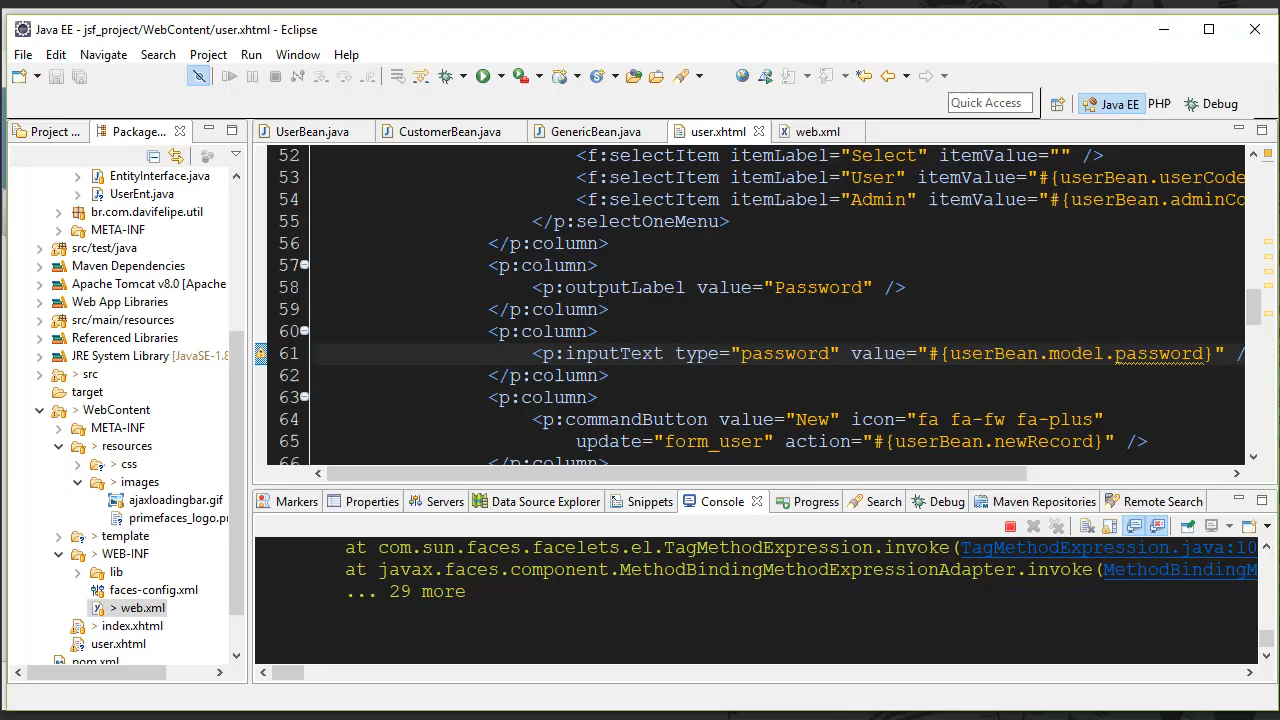 Java EE - jsf_project/WebContent/user.xhtml - Eclipse
File Edit Navigate Search Project Run Window Help
Quick Access Java EE PHP Debug
Project ... Package... UserBean.java CustomerBean.java GenericBean.java user.xhtml web.xml
EntityInterface.java
UserEnt.java
br.com.davifelipe.util
META-INF
src/test/java
Maven Dependencies
Apache Tomcat v8.0 [Apache
Web App Libraries
src/main/resources
Referenced Libraries
JRE System Library [JavaSE-1.8
> src
target
> WebContent
META-INF
> resources
> css
> images
ajaxloadingbar.gif
primefaces_logo.pr
> template
> WEB-INF
> lib
faces-config.xml
> web.xml
> index.xhtml
user.xhtml
pom.xml
52 <f:selectItem itemLabel="Select" itemValue="" />
53 <f:selectItem itemLabel="User" itemValue="#{userBean.userCode
54 <f:selectItem itemLabel="Admin" itemValue="#{userBean.adminCo
55 </p:selectOneMenu>
56 </p:column>
57 <p:column>
58 <p:outputLabel value="Password" />
59 </p:column>
60 <p:column>
61 <p:inputText type="password" value="#{userBean.model.password}" /
62 </p:column>
63 <p:column>
64 <p:commandButton value="New" icon="fa fa-fw fa-plus"
65 update="form_user" action="#{userBean.newRecord}" />
66 </p:column>
Markers Properties Servers Data Source Explorer Snippets Console Progress Search Debug Maven Repositories Remote Search
at com.sun.faces.facelets.el.TagMethodExpression.invoke(TagMethodExpression.java:10
at javax.faces.component.MethodBindingMethodExpressionAdapter.invoke(MethodBindingM
... 29 more